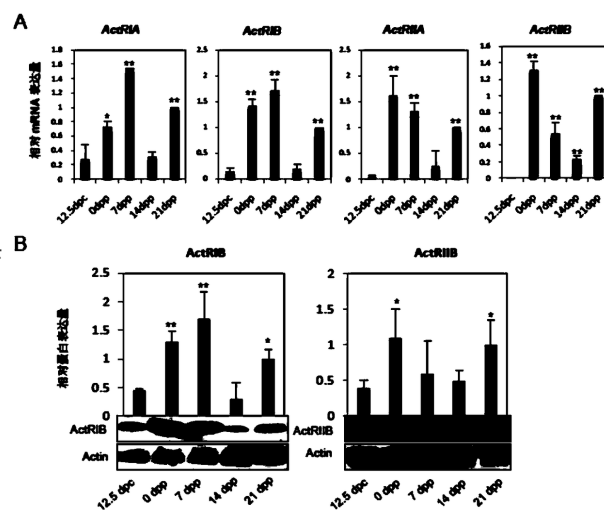 A
ActRIA
ActRIB
ActRIIA
ActRIIB
相对 mRNA 表达量
1.8
1.6
1.4
1.2
1
0.8
0.6
0.4
0.2
0
*
**
**
12.5dpc
0dpp
7dpp
14dpp
21dpp
2.5
2
1.5
1
0.5
0
**
**
**
12.5dpc
0dpp
7dpp
14dpp
21dpp
2.5
2
1.5
1
0.5
0
**
**
**
12.5dpc
0dpp
7dpp
14dpp
21dpp
1.6
1.4
1.2
1
0.8
0.6
0.4
0.2
0
**
**
**
**
12.5dpc
0dpp
7dpp
14dpp
21dpp
B
ActRIB
相对蛋白表达量
2.5
2
1.5
1
0.5
0
**
**
*
ActRIB
Actin
12.5 dpc
0 dpp
7 dpp
14 dpp
21 dpp
ActRIIB
2
1.5
1
0.5
0
*
*
ActRIIB
Actin
12.5 dpc
0 dpp
7 dpp
14 dpp
21 dpp